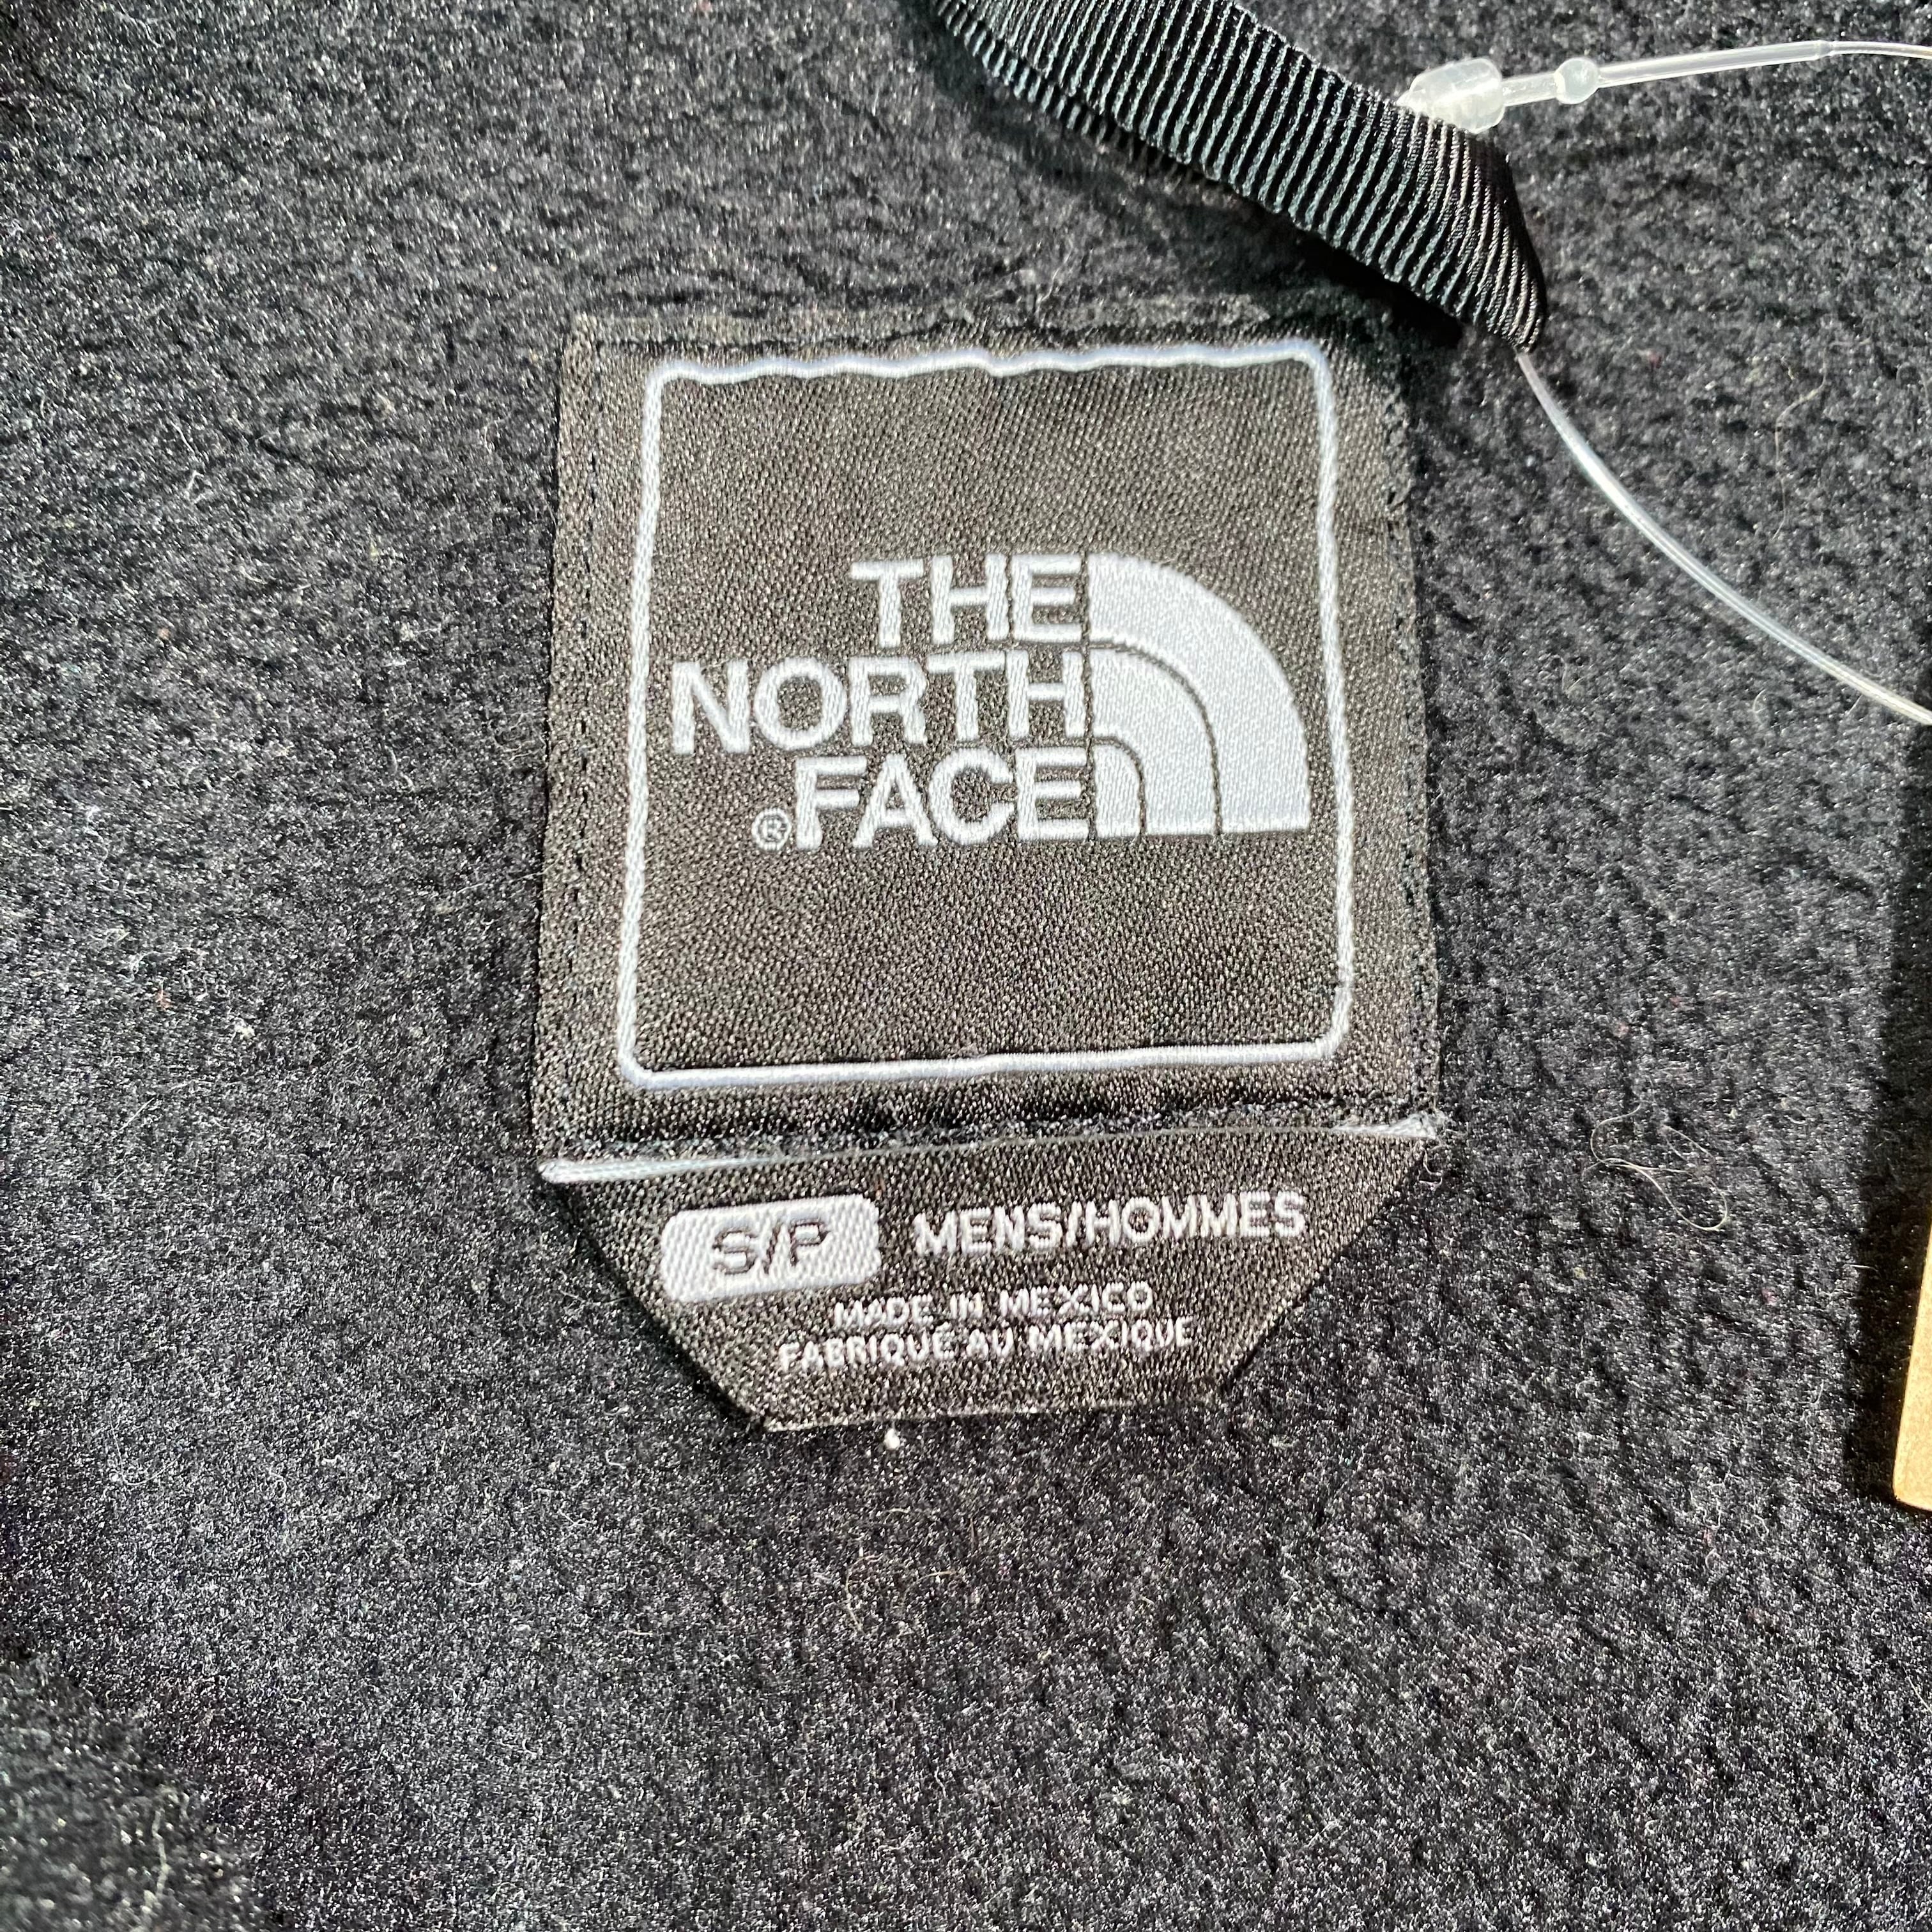 THE
NORTH
®FACE
S/P MENS/HOMMES
MADE IN MEXICO
FABRIQUE AU MEXIQUE